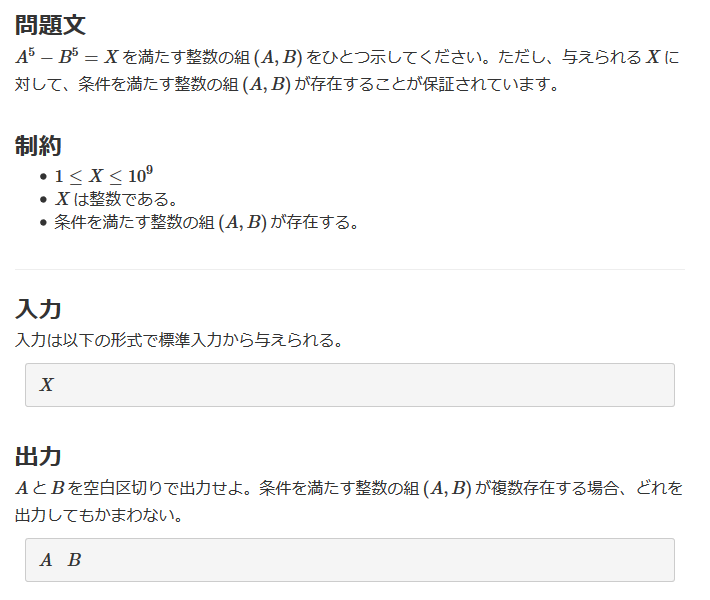 問題文
A⁵ − B⁵ = X を満たす整数の組 (A, B) をひとつ示してください。ただし、与えられる X に
対して、条件を満たす整数の組 (A, B) が存在することが保証されています。
制約
• 1 ≤ X ≤ 10⁹
• X は整数である。
• 条件を満たす整数の組 (A, B) が存在する。
入力
入力は以下の形式で標準入力から与えられる。
X
出力
A と B を空白区切りで出力せよ。条件を満たす整数の組 (A, B) が複数存在する場合、どれを
出力してもかまわない。
A B